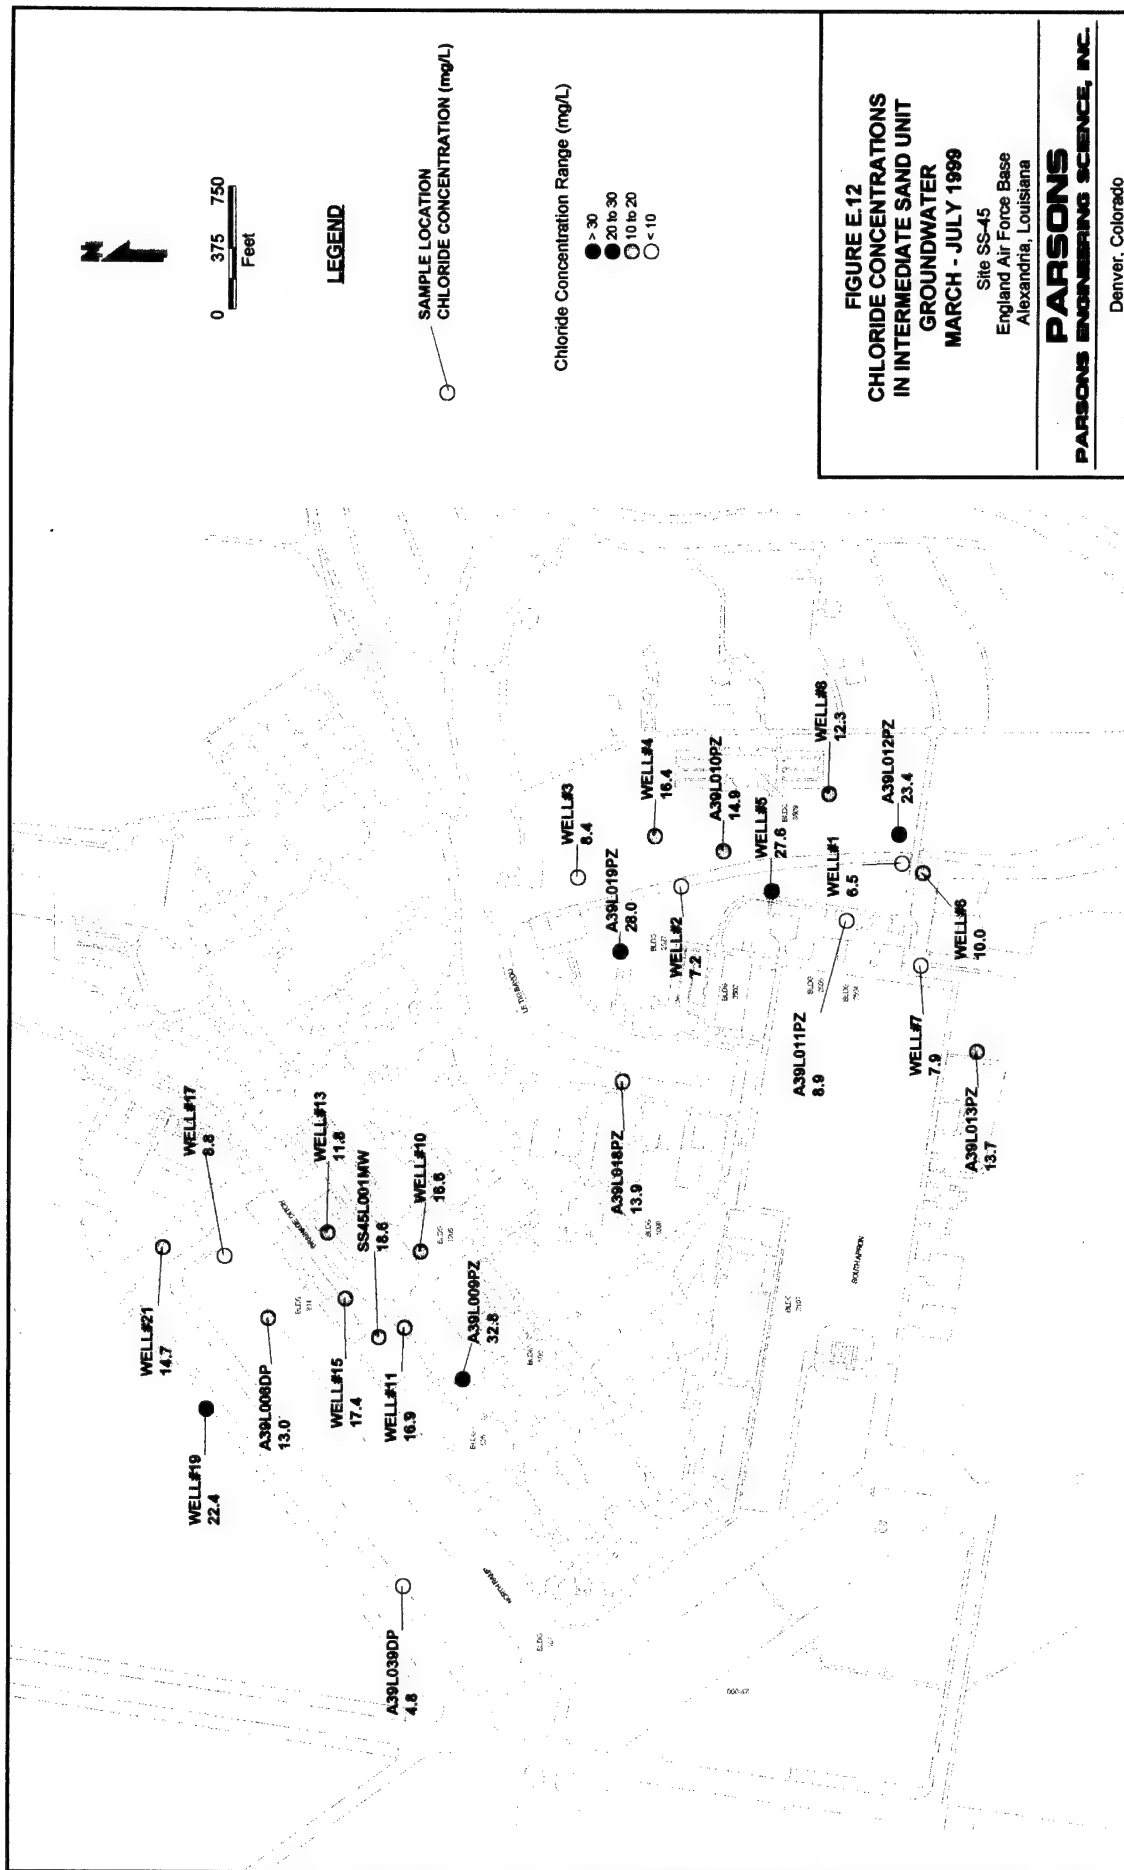 N
0 375 750
Feet
LEGEND
SAMPLE LOCATION
CHLORIDE CONCENTRATION (mg/L)
Chloride Concentration Range (mg/L)
> 30
20 to 30
10 to 20
< 10
WELL#21
14.7
WELL#17
8.8
WELL#19
22.4
A39L008DP
13.0
WELL#13
11.8
WELL#15
17.4
SS45L001MW
18.6
WELL#11
16.9
WELL#10
16.6
A39L009PZ
32.8
A39L039DP
4.8
WELL#3
8.4
A39L019PZ
28.0
WELL#4
16.4
WELL#2
7.2
A39L010PZ
14.9
WELL#5
27.6
A39L018PZ
13.9
WELL#8
12.3
WELL#1
6.5
A39L012PZ
23.4
A39L011PZ
8.9
WELL#6
10.0
WELL#7
7.9
A39L013PZ
13.7
NORTH RAMP
SOUTH APRON
FIGURE E.12
CHLORIDE CONCENTRATIONS
IN INTERMEDIATE SAND UNIT
GROUNDWATER
MARCH - JULY 1999
Site SS-45
England Air Force Base
Alexandria, Louisiana
PARSONS
PARSONS ENGINEERING SCIENCE, INC.
Denver, Colorado